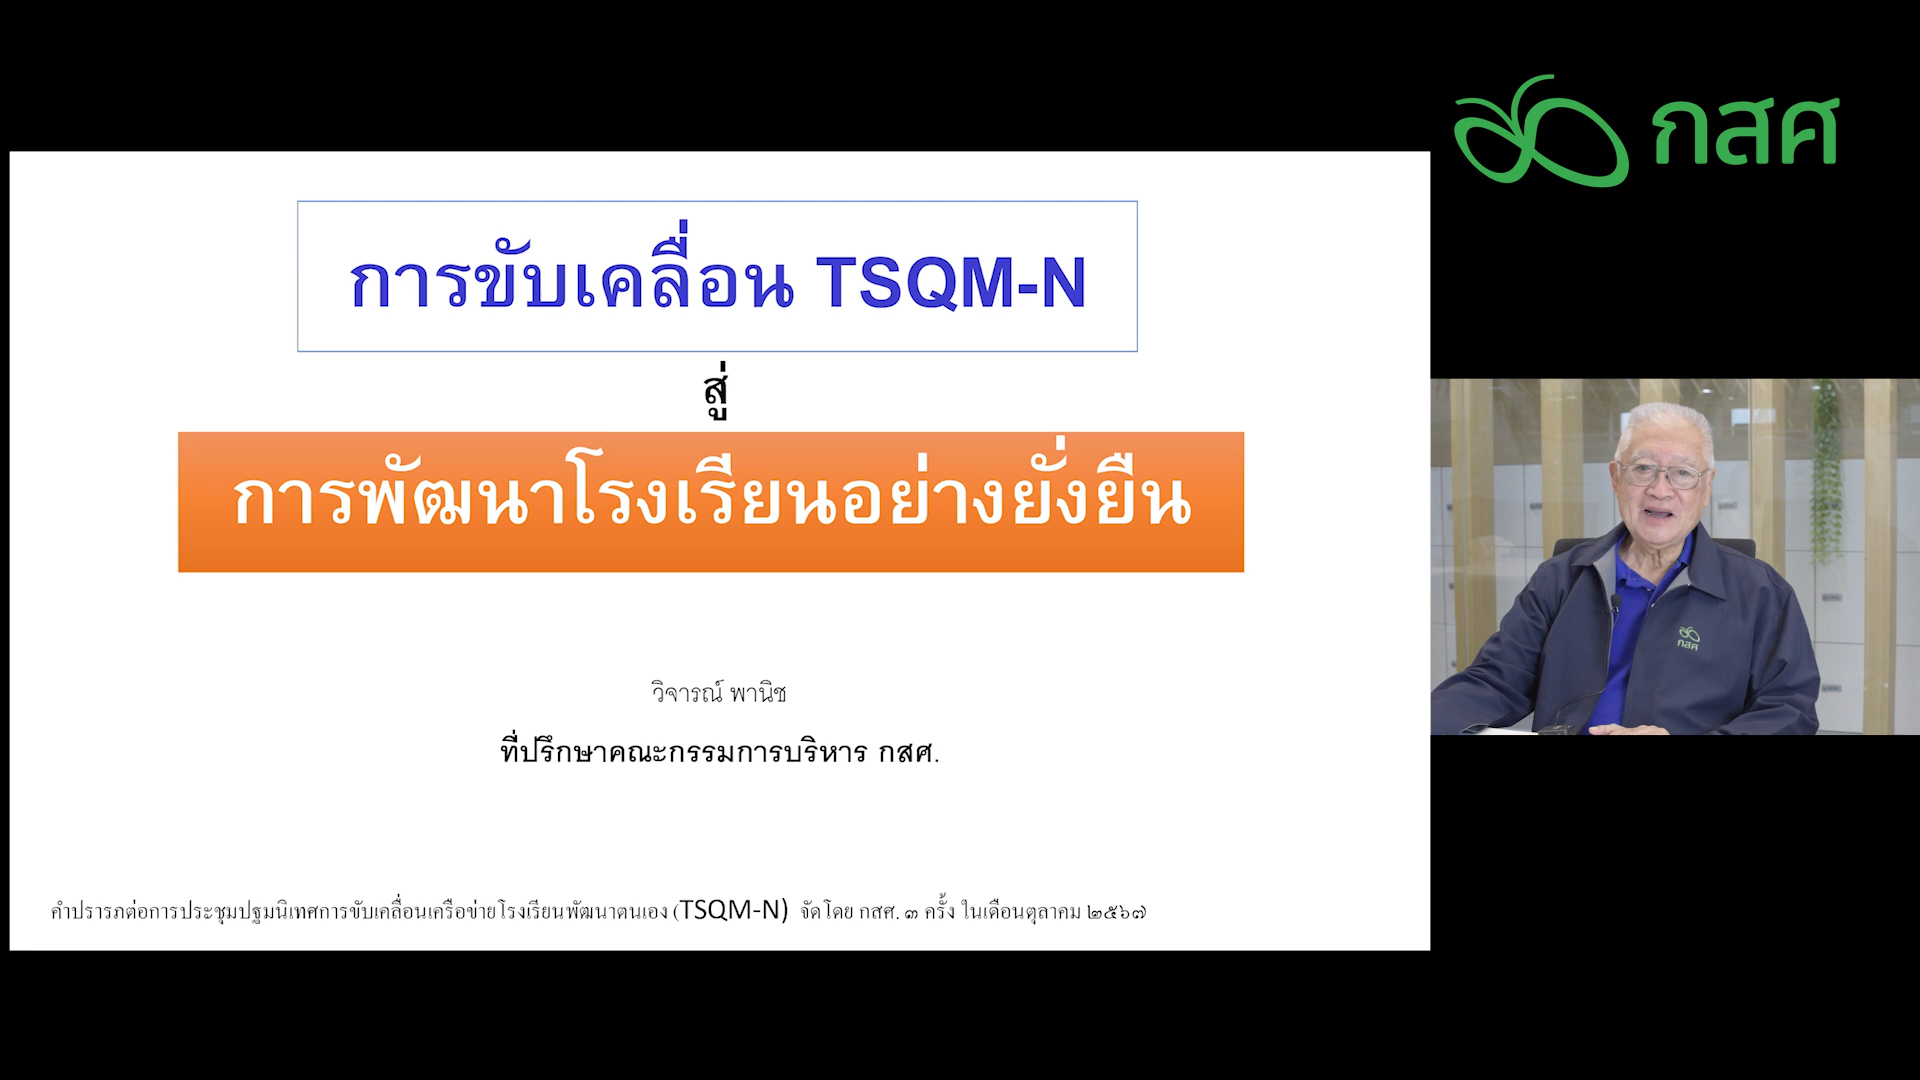 กสศ
การขับเคลื่อน TSQM-N
สู่
การพัฒนาโรงเรียนอย่างยั่งยืน
วิจารณ์ พานิช
ที่ปรึกษาคณะกรรมการบริหาร กสศ.
คำปรารภต่อการประชุมปฐมนิเทศการขับเคลื่อนเครือข่ายโรงเรียนพัฒนาตนเอง (TSQM-N) จัดโดย กสศ. ๓ ครั้ง ในเดือนตุลาคม ๒๕๖๗
กสศ